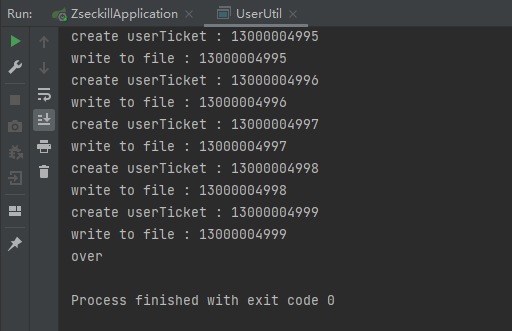 Run: ZseckillApplication × UserUtil ×
create userTicket : 13000004995
write to file : 13000004995
create userTicket : 13000004996
write to file : 13000004996
create userTicket : 13000004997
write to file : 13000004997
create userTicket : 13000004998
write to file : 13000004998
create userTicket : 13000004999
write to file : 13000004999
over
Process finished with exit code 0